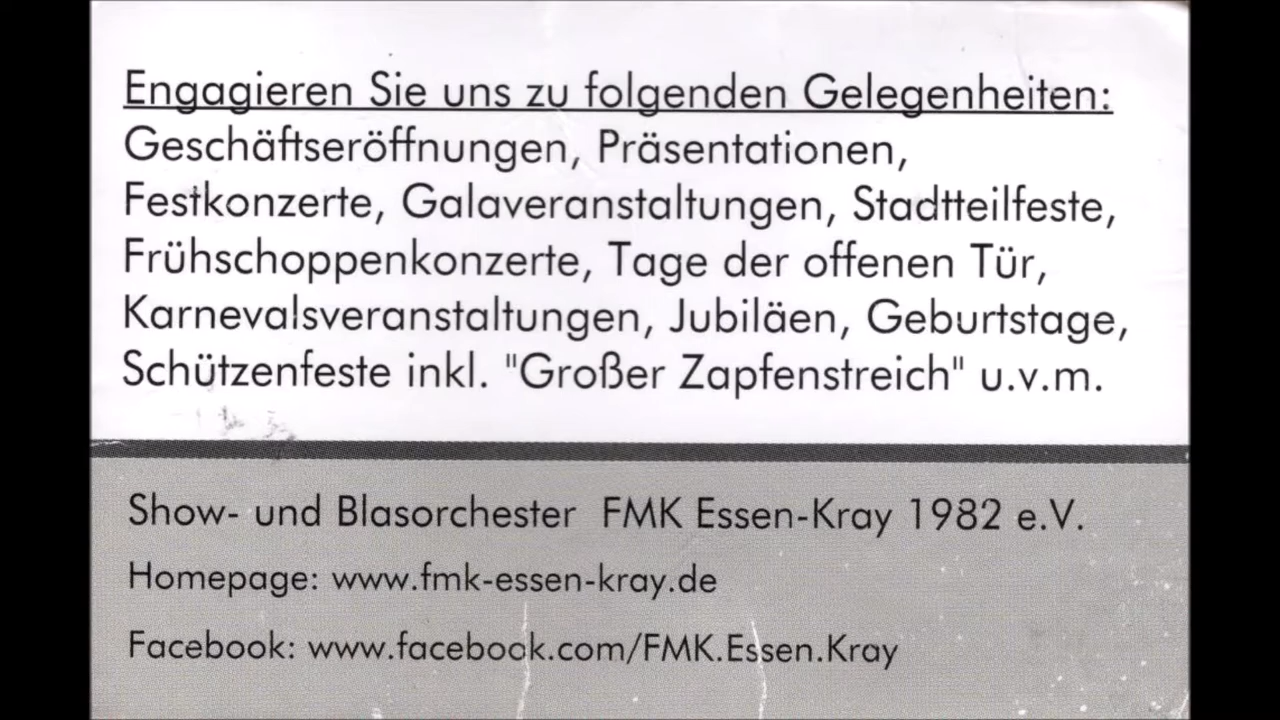 Engagieren Sie uns zu folgenden Gelegenheiten:
Geschäftseröffnungen, Präsentationen,
Festkonzerte, Galaveranstaltungen, Stadtteilfeste,
Frühschoppenkonzerte, Tage der offenen Tür,
Karnevalsveranstaltungen, Jubiläen, Geburtstage,
Schützenfeste inkl. "Großer Zapfenstreich" u.v.m.
Show- und Blasorchester FMK Essen-Kray 1982 e.V.
Homepage: www.fmk-essen-kray.de
Facebook: www.facebook.com/FMK.Essen.Kray